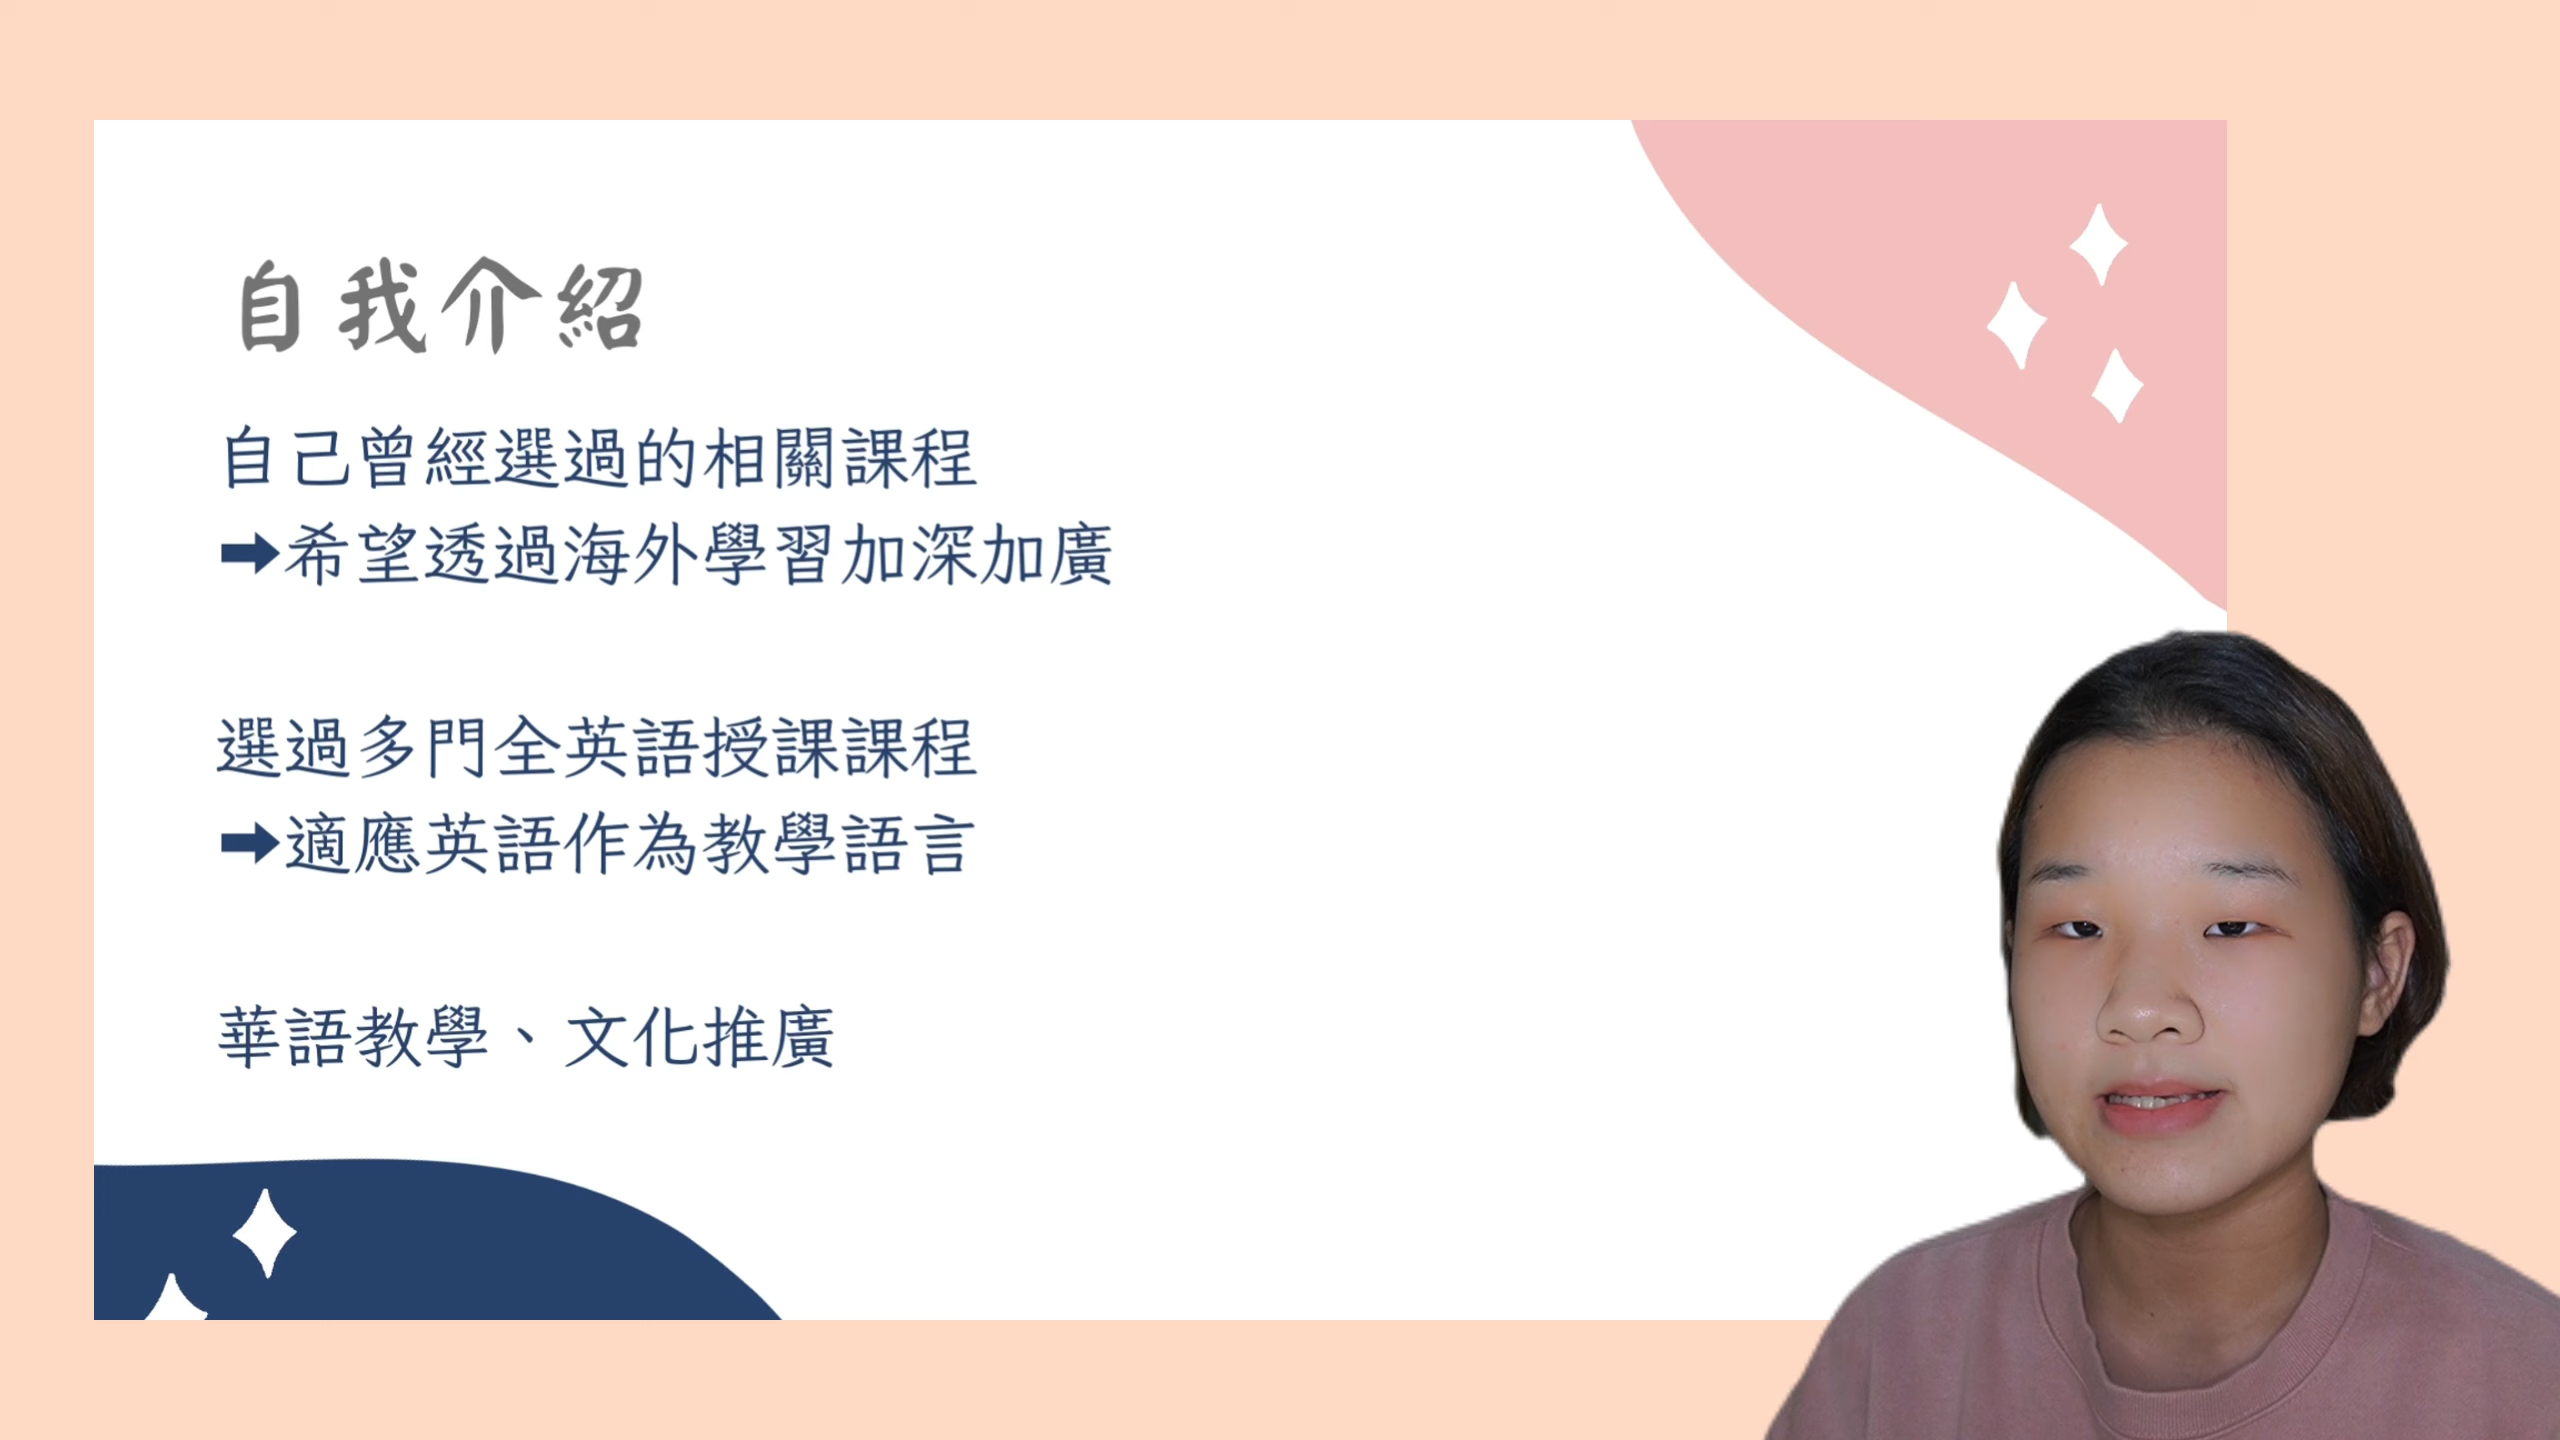 自我介紹
自己曾經選過的相關課程
➡希望透過海外學習加深加廣
選過多門全英語授課課程
➡適應英語作為教學語言
華語教學、文化推廣